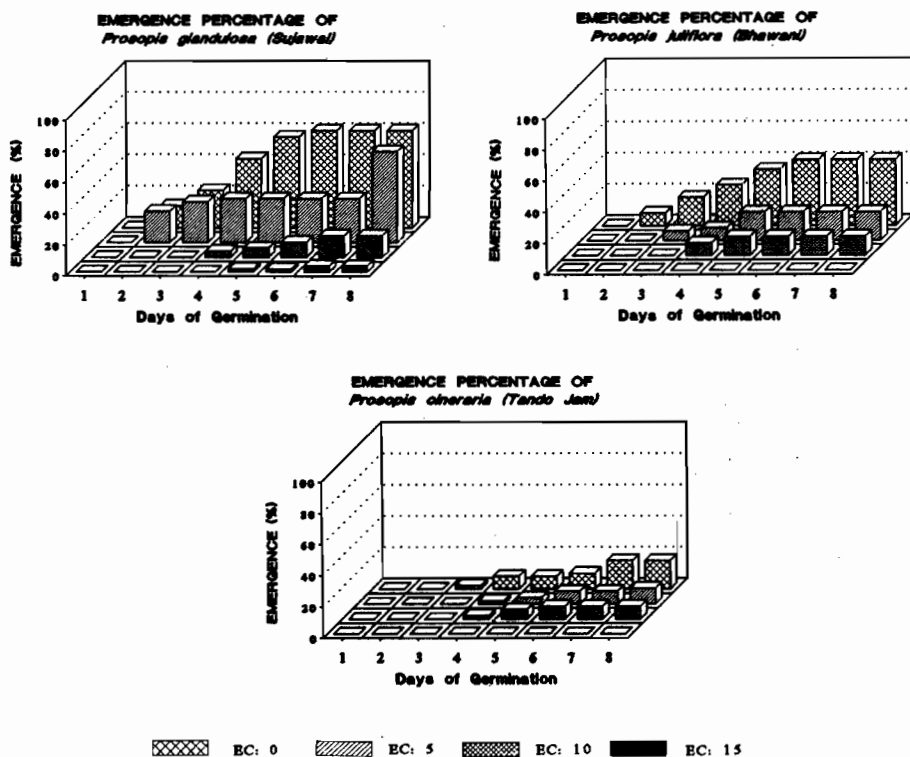 EMERGENCE PERCENTAGE OF
Prosopis glandulosa (Sujawal)
EMERGENCE (%)
100
80
60
40
20
0
1 2 3 4 5 6 7 8
Days of Germination
EMERGENCE PERCENTAGE OF
Prosopis juliflora (Bhawani)
EMERGENCE (%)
100
80
60
40
20
0
1 2 3 4 5 6 7 8
Days of Germination
EMERGENCE PERCENTAGE OF
Prosopis cineraria (Tando Jam)
EMERGENCE (%)
100
80
60
40
20
0
1 2 3 4 5 6 7 8
Days of Germination
EC: 0 EC: 5 EC: 10 EC: 15